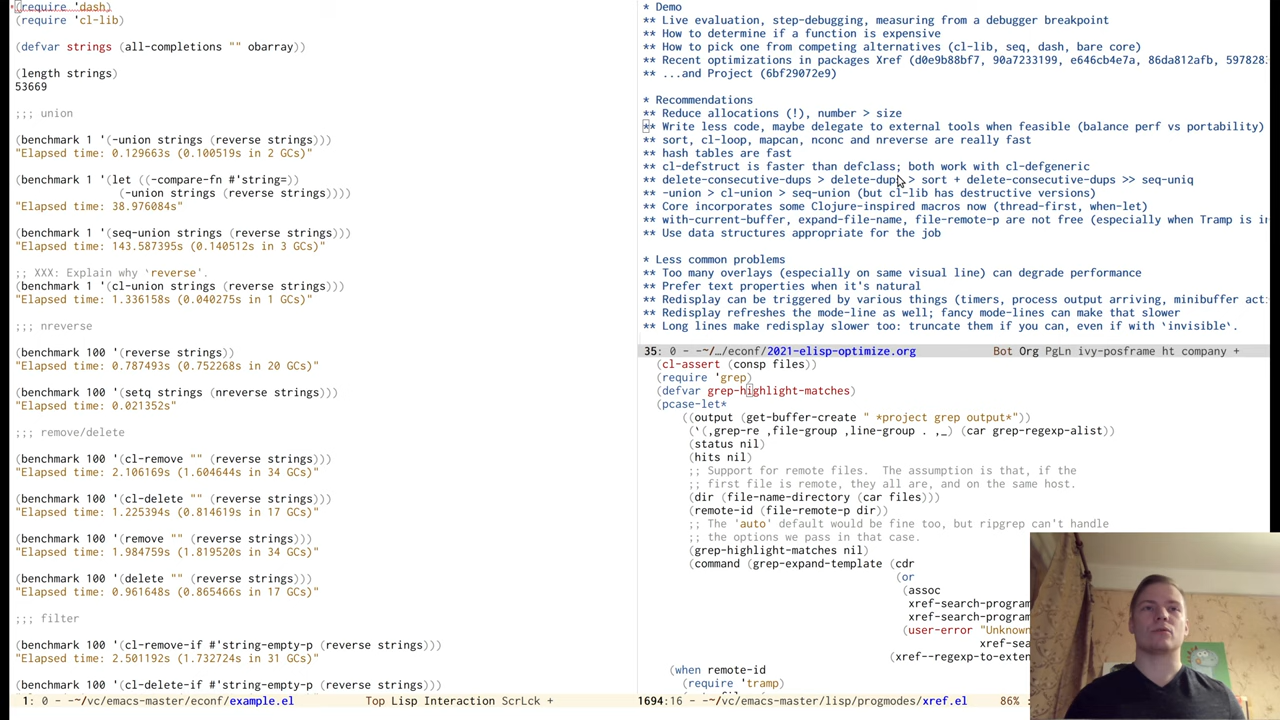 (require 'dash)
(require 'cl-lib)
(defvar strings (all-completions "" obarray))
(length strings)
53669
;;; union
(benchmark 1 '(-union strings (reverse strings)))
"Elapsed time: 0.129663s (0.100519s in 2 GCs)"
(benchmark 1 '(let ((-compare-fn #'string=))
(-union strings (reverse strings))))
"Elapsed time: 38.976084s"
(benchmark 1 '(seq-union strings (reverse strings)))
"Elapsed time: 143.587395s (0.140512s in 3 GCs)"
;; XXX: Explain why `reverse'.
(benchmark 1 '(cl-union strings (reverse strings)))
"Elapsed time: 1.336158s (0.040275s in 1 GCs)"
;;; nreverse
(benchmark 100 '(reverse strings))
"Elapsed time: 0.787493s (0.752268s in 20 GCs)"
(benchmark 100 '(setq strings (nreverse strings)))
"Elapsed time: 0.021352s"
;;; remove/delete
(benchmark 100 '(cl-remove "" (reverse strings)))
"Elapsed time: 2.106169s (1.604644s in 34 GCs)"
(benchmark 100 '(cl-delete "" (reverse strings)))
"Elapsed time: 1.225394s (0.814619s in 17 GCs)"
(benchmark 100 '(remove "" (reverse strings)))
"Elapsed time: 1.984759s (1.819520s in 34 GCs)"
(benchmark 100 '(delete "" (reverse strings)))
"Elapsed time: 0.961648s (0.865466s in 17 GCs)"
;;; filter
(benchmark 100 '(cl-remove-if #'string-empty-p (reverse strings)))
"Elapsed time: 2.501192s (1.732724s in 31 GCs)"
(benchmark 100 '(cl-delete-if #'string-empty-p (reverse strings)))
1: 0 - -~/vc/emacs-master/econf/example.el Top Lisp Interaction ScrLck +
* Demo
** Live evaluation, step-debugging, measuring from a debugger breakpoint
** How to determine if a function is expensive
** How to pick one from competing alternatives (cl-lib, seq, dash, bare core)
** Recent optimizations in packages Xref (d0e9b88bf7, 90a7233199, e646cb4e7a, 86da812afb, 597828
** ...and Project (6bf29072e9)
* Recommendations
** Reduce allocations (!), number > size
** Write less code, maybe delegate to external tools when feasible (balance perf vs portability)
** sort, cl-loop, mapcan, nconc and nreverse are really fast
** hash tables are fast
** cl-defstruct is faster than defclass; both work with cl-defgeneric
** delete-consecutive-dups > delete-dups > sort + delete-consecutive-dups >> seq-uniq
** -union > cl-union > seq-union (but cl-lib has destructive versions)
** Core incorporates some Clojure-inspired macros now (thread-first, when-let)
** with-current-buffer, expand-file-name, file-remote-p are not free (especially when Tramp is i
** Use data structures appropriate for the job
* Less common problems
** Too many overlays (especially on same visual line) can degrade performance
** Prefer text properties when it's natural
** Redisplay can be triggered by various things (timers, process output arriving, minibuffer act
** Redisplay refreshes the mode-line as well; fancy mode-lines can make that slower
** Long lines make redisplay slower too: truncate them if you can, even if with `invisible`.
35: 0 - -~/…/econf/2021-elisp-optimize.org Bot Org PgLn ivy-posframe ht company +
(cl-assert (consp files))
(require 'grep)
(defvar grep-highlight-matches)
(pcase-let*
((output (get-buffer-create " *project grep output*"))
(`(,grep-re ,file-group ,line-group . ,_) (car grep-regexp-alist))
(status nil)
(hits nil)
;; Support for remote files.  The assumption is that, if the
;; first file is remote, they all are, and on the same host.
(dir (file-name-directory (car files)))
(remote-id (file-remote-p dir))
;; The 'auto' default would be fine too, but ripgrep can't handle
;; the options we pass in that case.
(grep-highlight-matches nil)
(command (grep-expand-template (cdr
(or
(assoc
xref-search-program
xref-search-program
(user-error "Unknown
xref-sea
(xref--regexp-to-exten
(when remote-id
(require 'tramp)
1694:16 - -~/vc/emacs-master/lisp/progmodes/xref.el 86%